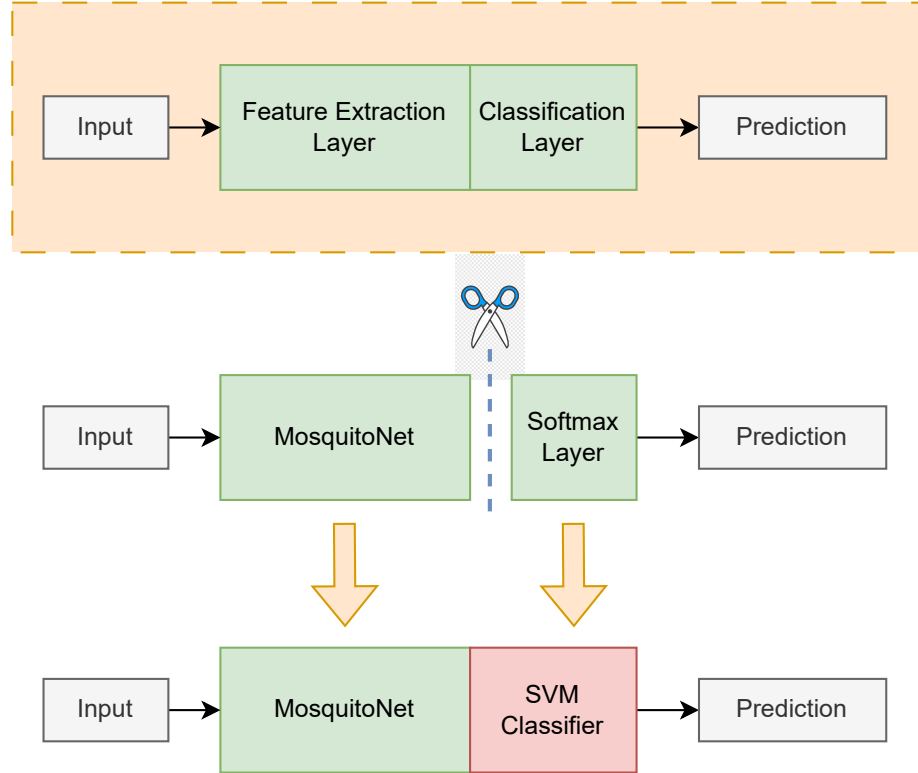 Input
Feature Extraction
Layer
Classification
Layer
Prediction
Input
MosquitoNet
Softmax
Layer
Prediction
Input
MosquitoNet
SVM
Classifier
Prediction